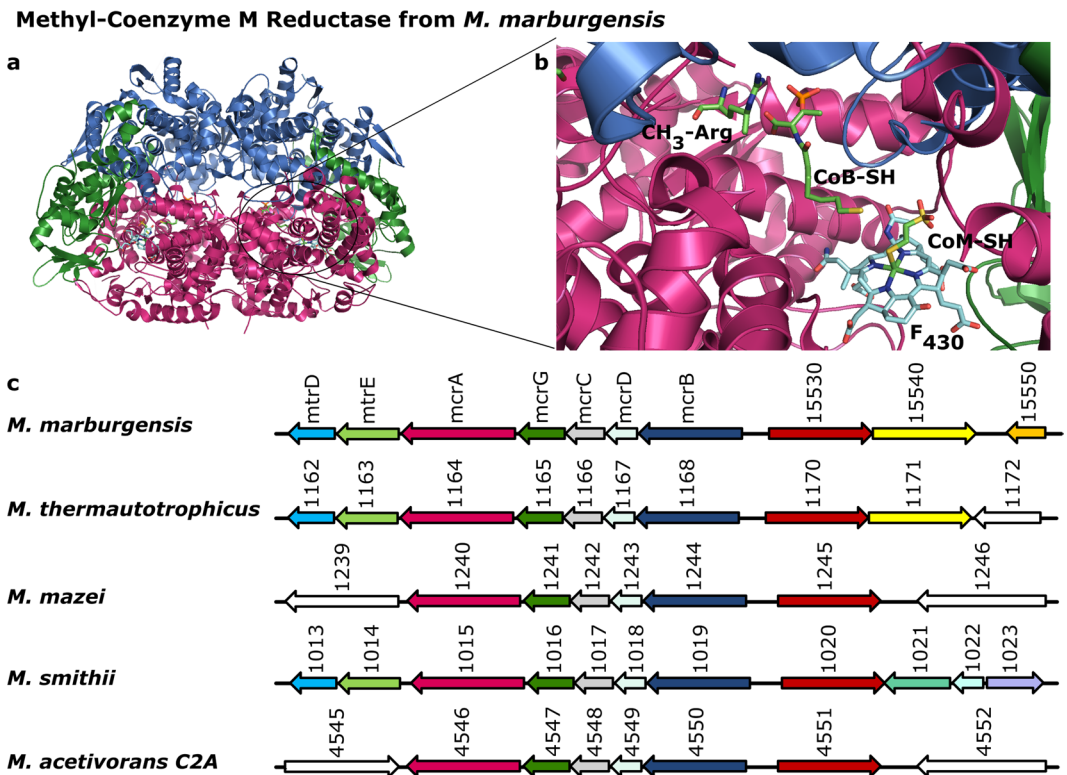 Methyl-Coenzyme M Reductase from M. marburgensis
a
b
CH3-Arg
CoB-SH
CoM-SH
F430
c
mtrD mtrE mcrA mcrG mcrC mcrD mcrB 15530 15540 15550
M. marburgensis
1162 1163 1164 1165 1166 1167 1168 1170 1171 1172
M. thermautotrophicus
1239 1240 1241 1242 1243 1244 1245 1246
M. mazei
1013 1014 1015 1016 1017 1018 1019 1020 1021 1022 1023
M. smithii
4545 4546 4547 4548 4549 4550 4551 4552
M. acetivorans C2A